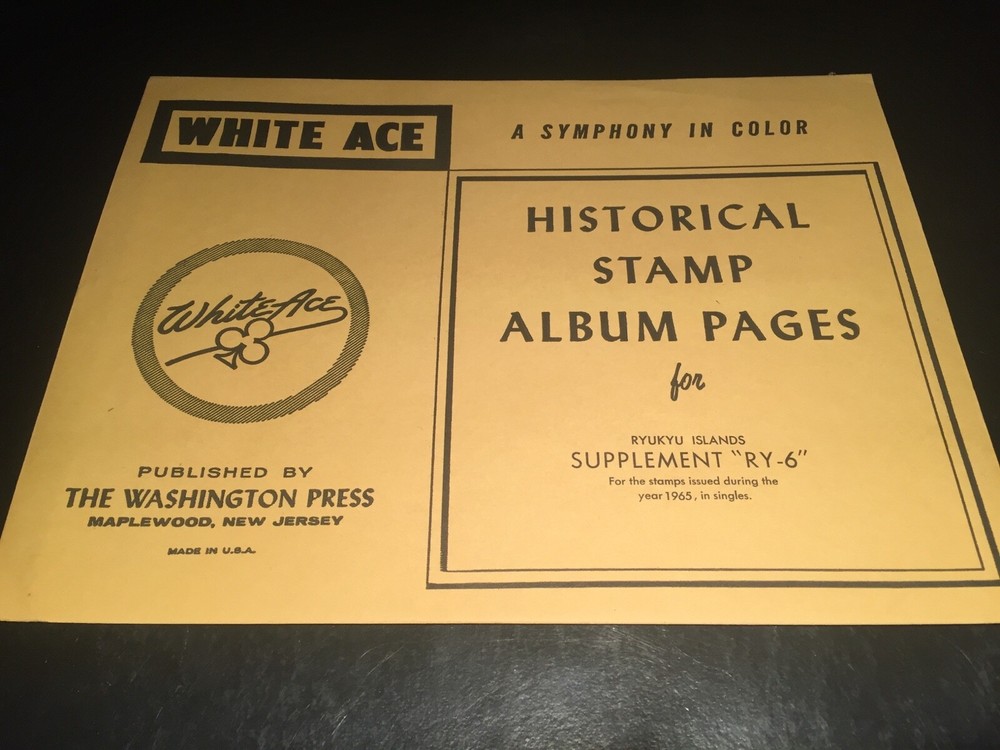 WHITE ACE
A SYMPHONY IN COLOR
White Ace
PUBLISHED BY
THE WASHINGTON PRESS
MAPLEWOOD, NEW JERSEY
MADE IN U.S.A.
HISTORICAL
STAMP
ALBUM PAGES
for
RYUKYU ISLANDS
SUPPLEMENT "RY-6"
For the stamps issued during the
year 1965, in singles.